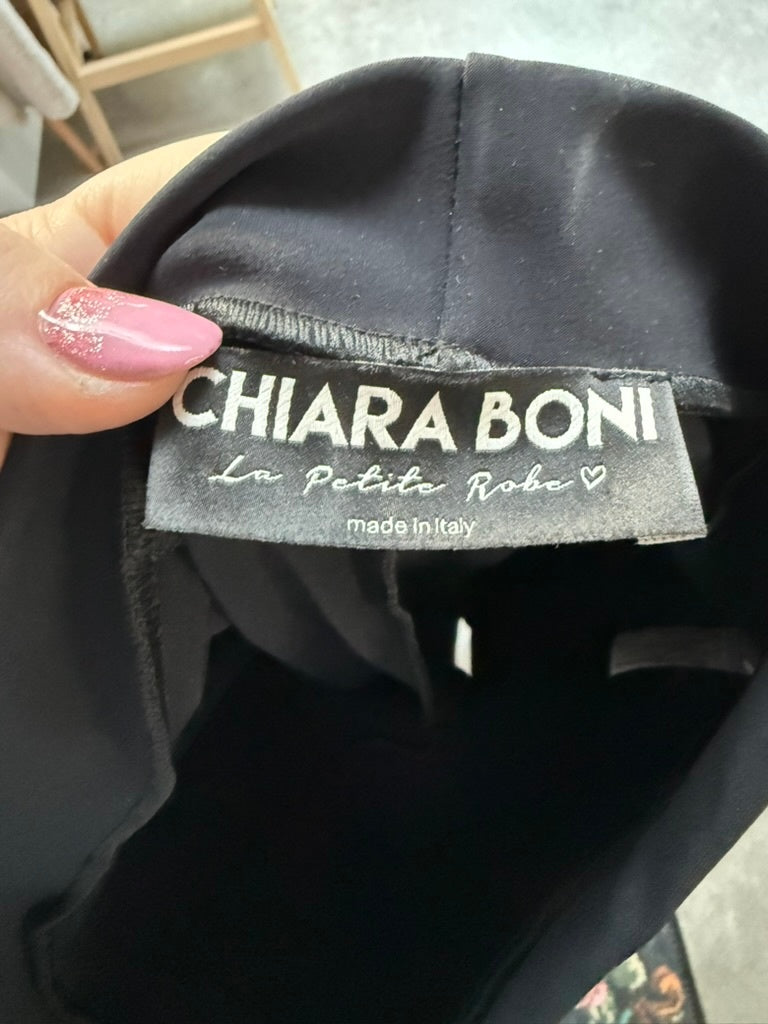 CHIARA BONI
La Petite Robe♡
made in Italy